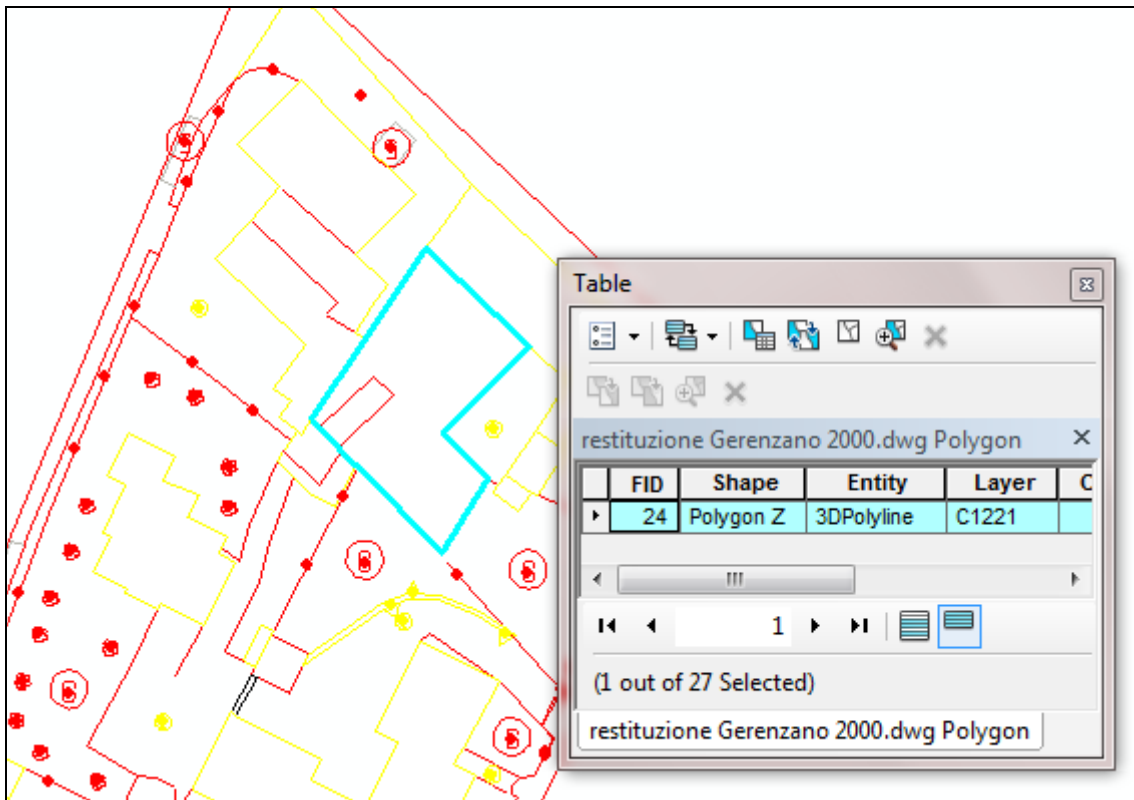 Table
restituzione Gerenzano 2000.dwg Polygon
FID Shape Entity Layer C
24 Polygon Z 3DPolyline C1221
1
(1 out of 27 Selected)
restituzione Gerenzano 2000.dwg Polygon